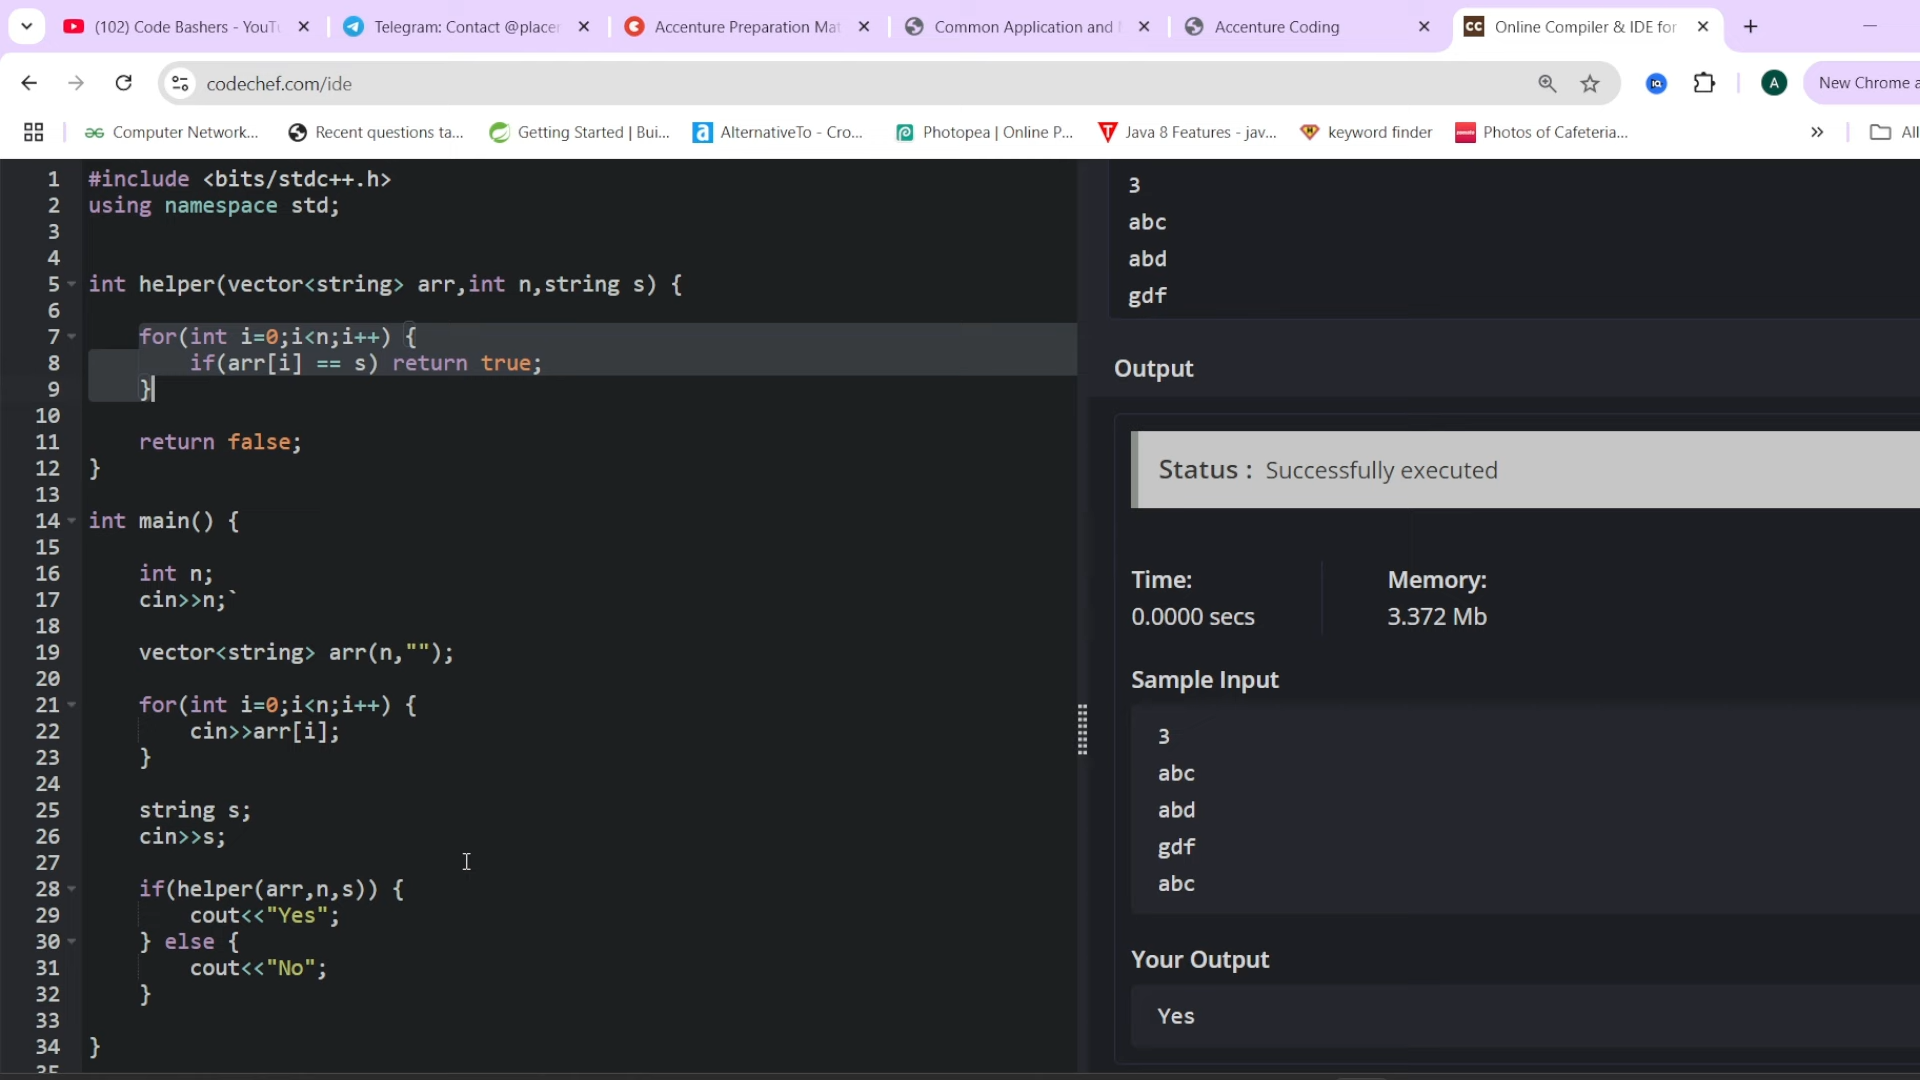 (102) Code Bashers - YouTu
Telegram: Contact @placem
Accenture Preparation Mat
Common Application and
Accenture Coding
Online Compiler & IDE for
codechef.com/ide
A
New Chrome a
Computer Network...
Recent questions ta...
Getting Started | Bui...
AlternativeTo - Cro...
Photopea | Online P...
Java 8 Features - jav...
keyword finder
Photos of Cafeteria...
All
1 #include <bits/stdc++.h>
2 using namespace std;
3
4
5 int helper(vector<string> arr,int n,string s) {
6
7 for(int i=0;i<n;i++) {
8 if(arr[i] == s) return true;
9 }
10
11 return false;
12 }
13
14 int main() {
15
16 int n;
17 cin>>n;`
18
19 vector<string> arr(n,"");
20
21 for(int i=0;i<n;i++) {
22 cin>>arr[i];
23 }
24
25 string s;
26 cin>>s;
27
28 if(helper(arr,n,s)) {
29 cout<<"Yes";
30 } else {
31 cout<<"No";
32 }
33
34 }
35
3
abc
abd
gdf
Output
Status : Successfully executed
Time:
0.0000 secs
Memory:
3.372 Mb
Sample Input
3
abc
abd
gdf
abc
Your Output
Yes